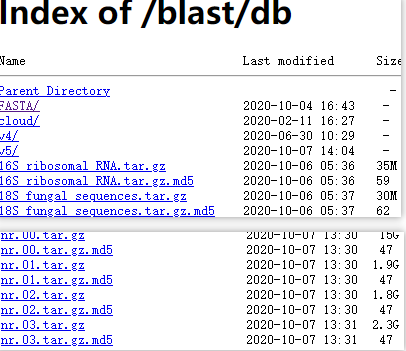 Index of /blast/db
Name Last modified Size
Parent Directory -
FASTA/ 2020-10-04 16:43 -
cloud/ 2020-02-11 16:27 -
v4/ 2020-06-30 10:29 -
v5/ 2020-10-07 14:04 -
16S_ribosomal_RNA.tar.gz 2020-10-06 05:36 35M
16S_ribosomal_RNA.tar.gz.md5 2020-10-06 05:36 59
18S_fungal_sequences.tar.gz 2020-10-06 05:37 30M
18S_fungal_sequences.tar.gz.md5 2020-10-06 05:37 62
nr.00.tar.gz 2020-10-07 13:30 15G
nr.00.tar.gz.md5 2020-10-07 13:30 47
nr.01.tar.gz 2020-10-07 13:30 1.9G
nr.01.tar.gz.md5 2020-10-07 13:30 47
nr.02.tar.gz 2020-10-07 13:30 1.8G
nr.02.tar.gz.md5 2020-10-07 13:30 47
nr.03.tar.gz 2020-10-07 13:31 2.3G
nr.03.tar.gz.md5 2020-10-07 13:31 47